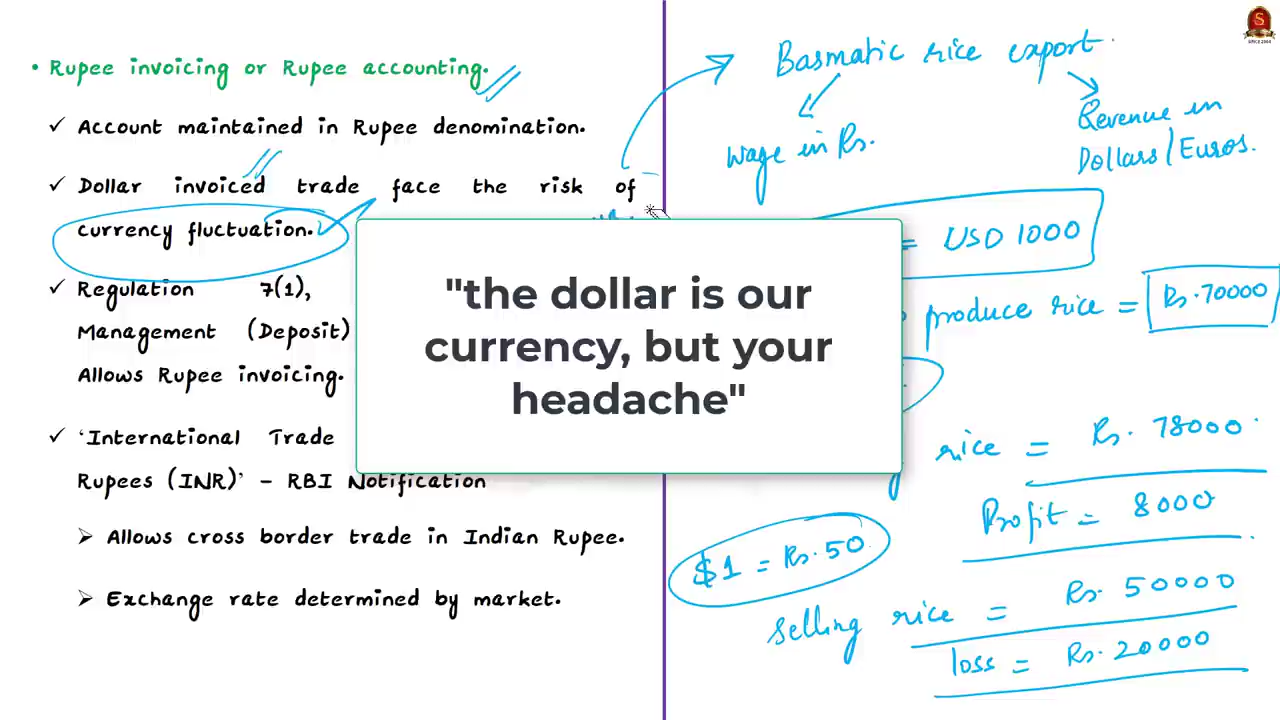 • Rupee invoicing or Rupee accounting.
✓ Account maintained in Rupee denomination.
✓ Dollar invoiced trade face the risk of
currency fluctuation.
✓ Regulation 7(1),
Management (Deposit)
Allows Rupee invoicing.
✓ 'International Trade
Rupees (INR)' - RBI Notification
➢ Allows cross border trade in Indian Rupee.
➢ Exchange rate determined by market.
"the dollar is our
currency, but your
headache"
Basmatic rice export
Wage in Rs.
Revenue in
Dollars/Euros.
= USD 1000
produce rice = Rs.70000
rice = Rs. 78000
Profit = 8000
$1 = Rs.50
Selling rice = Rs. 50000
loss = Rs. 20000
S
SINCE 2004